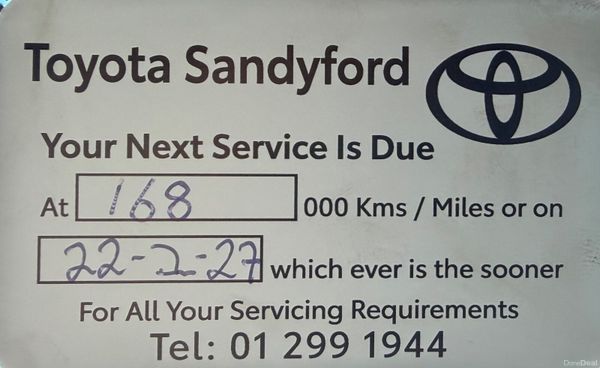 Toyota Sandyford
Your Next Service Is Due
At 168 000 Kms / Miles or on
22-2-27 which ever is the sooner
For All Your Servicing Requirements
Tel: 01 299 1944
DoneDeal